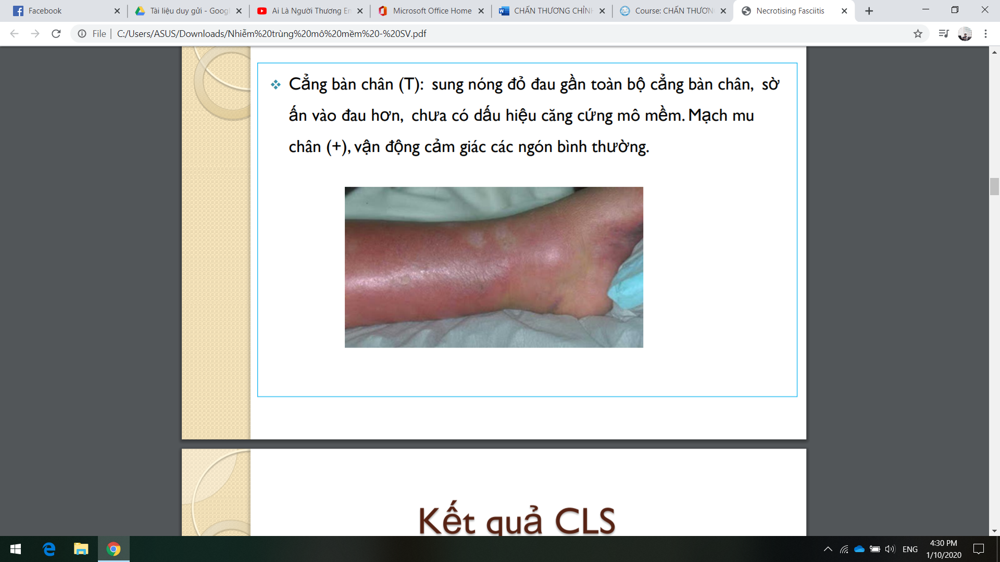 Facebook
Tài liệu duy gửi - Googl
Ai Là Người Thương Em
Microsoft Office Home
CHẤN THƯƠNG CHỈNH
Course: CHẤN THƯƠNG
Necrotising Fasciitis
File
C:/Users/ASUS/Downloads/Nhiễm%20trùng%20mô%20mềm%20-%20SV.pdf
Cẳng bàn chân (T): sung nóng đỏ đau gần toàn bộ cẳng bàn chân, sờ
ấn vào đau hơn, chưa có dấu hiệu căng cứng mô mềm. Mạch mu
chân (+), vận động cảm giác các ngón bình thường.
Kết quả CLS
ENG
4:30 PM
1/10/2020